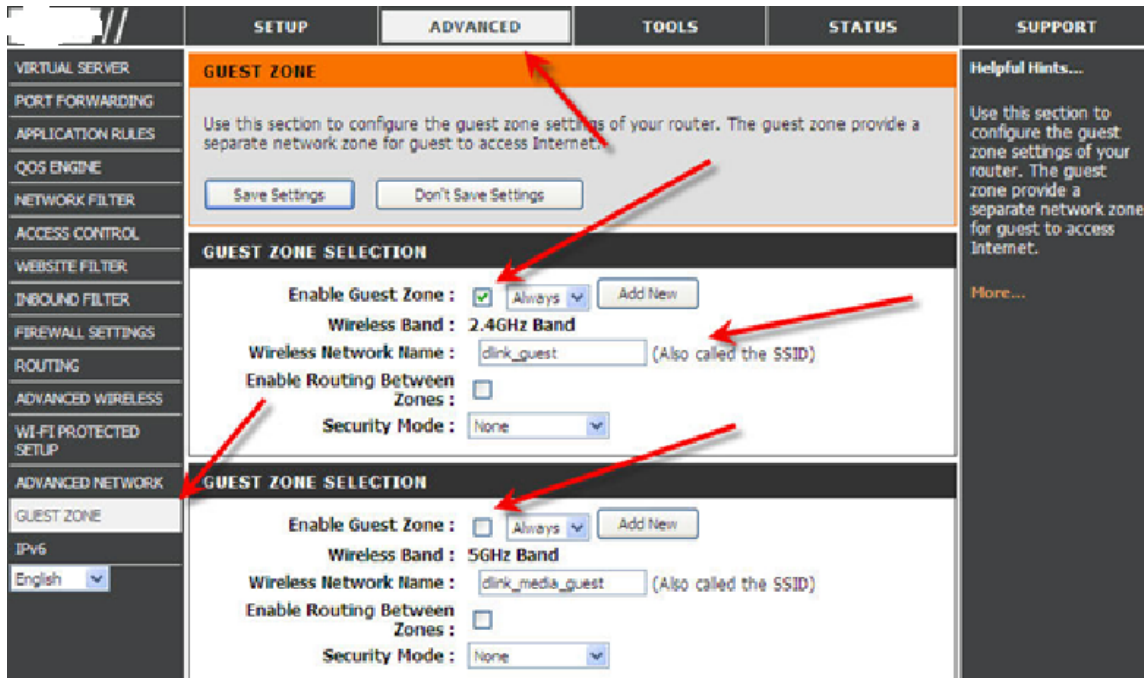 SETUP
ADVANCED
TOOLS
STATUS
SUPPORT
VIRTUAL SERVER
PORT FORWARDING
APPLICATION RULES
QOS ENGINE
NETWORK FILTER
ACCESS CONTROL
WEBSITE FILTER
INBOUND FILTER
FIREWALL SETTINGS
ROUTING
ADVANCED WIRELESS
WI-FI PROTECTED
SETUP
ADVANCED NETWORK
GUEST ZONE
IPv6
English
GUEST ZONE
Use this section to configure the guest zone settings of your router. The guest zone provide a
separate network zone for guest to access Internet.
Save Settings
Don't Save Settings
GUEST ZONE SELECTION
Enable Guest Zone : Always Add New
Wireless Band : 2.4GHz Band
Wireless Network Name : dlink_guest (Also called the SSID)
Enable Routing Between
Zones :
Security Mode : None
GUEST ZONE SELECTION
Enable Guest Zone : Always Add New
Wireless Band : 5GHz Band
Wireless Network Name : dlink_media_guest (Also called the SSID)
Enable Routing Between
Zones :
Security Mode : None
Helpful Hints...
Use this section to
configure the guest
zone settings of your
router. The guest
zone provide a
separate network zone
for guest to access
Internet.
More...